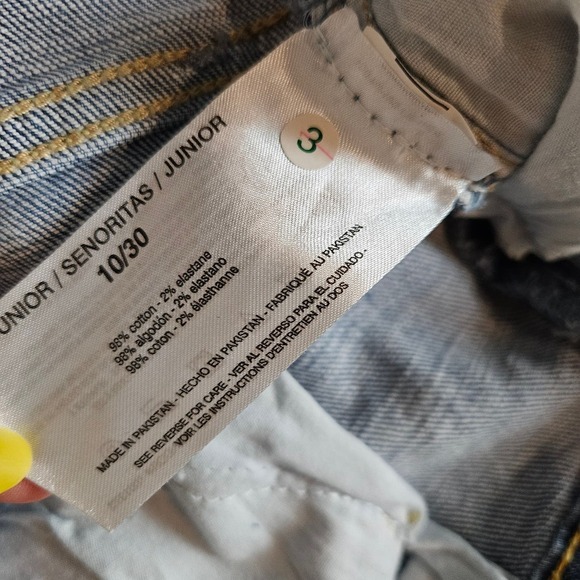 JUNIOR / SENORITAS / JUNIOR
10/30
98% cotton - 2% elastane
98% algodón - 2% elastano
98% coton - 2% élasthanne
MADE IN PAKISTAN - HECHO EN PAKISTAN - FABRIQUÉ AU PAKISTAN
SEE REVERSE FOR CARE - VER AL REVERSO PARA EL CUIDADO -
VOIR LES INSTRUCTIONS D'ENTRETIEN AU DOS
3